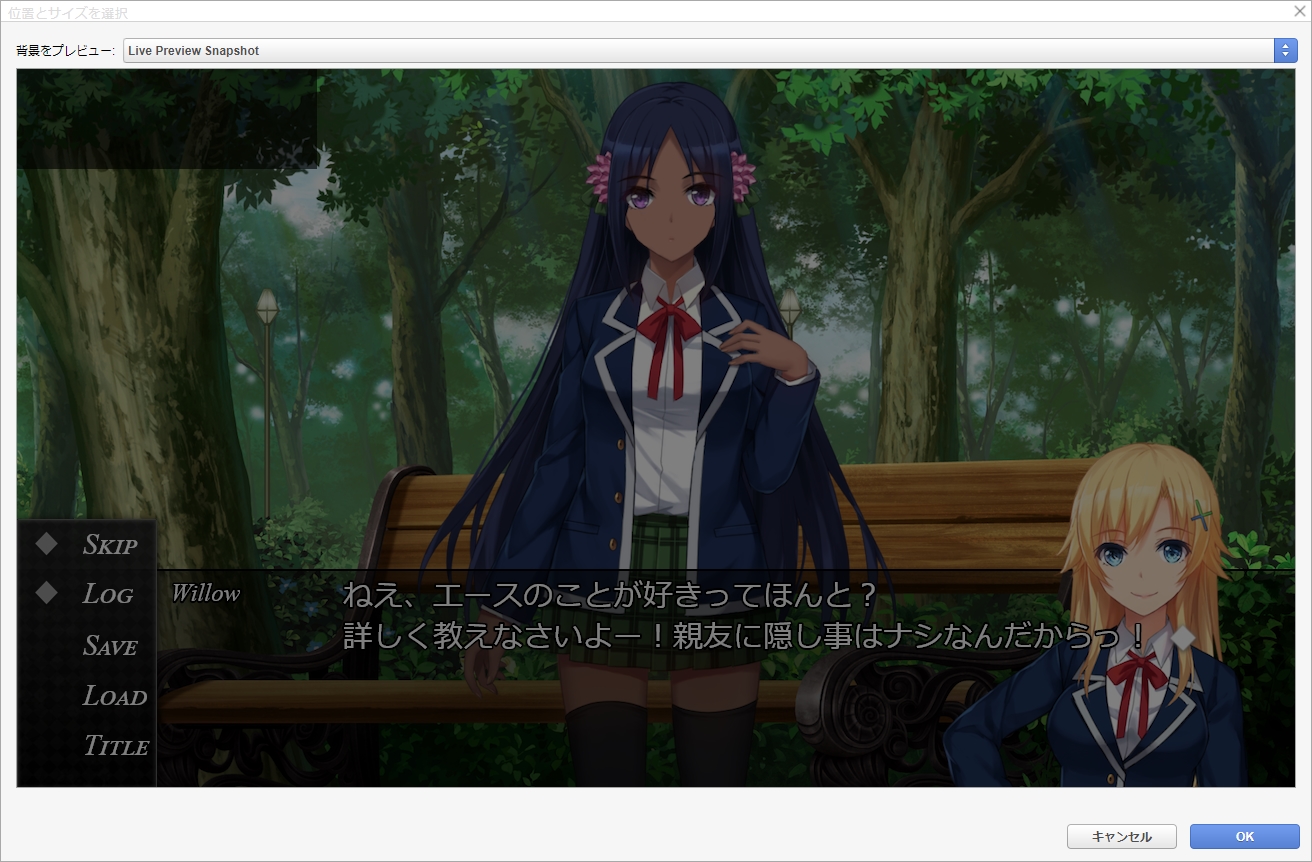 位置とサイズを選択
背景をプレビュー:
Live Preview Snapshot
SKIP
LOG
SAVE
LOAD
TITLE
Willow
ねえ、エースのことが好きってほんと？
詳しく教えなさいよー！親友に隠し事はナシなんだからっ！
キャンセル
OK